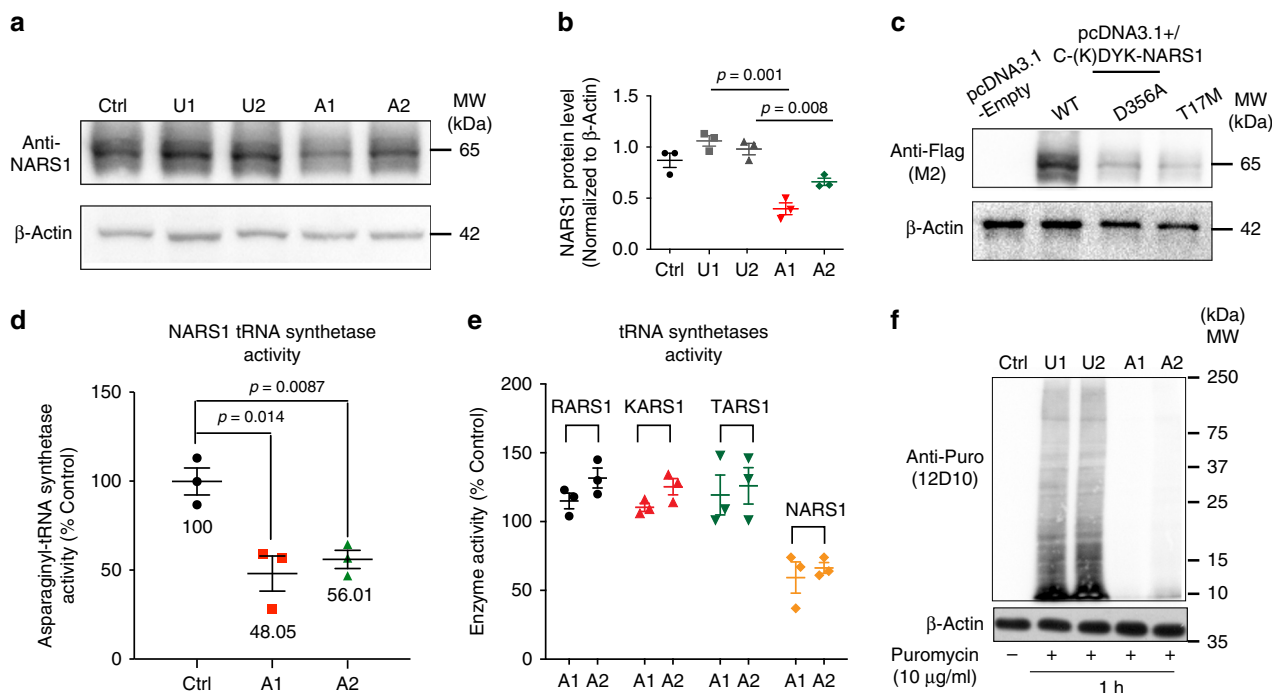 a
Ctrl U1 U2 A1 A2 MW
(kDa)
Anti-
NARS1
65
β-Actin
42
b
p = 0.001
p = 0.008
NARS1 protein level
(Normalized to β-Actin)
1.5
1.0
0.5
0.0
Ctrl U1 U2 A1 A2
c
pcDNA3.1+/
C-(K)DYK-NARS1
pcDNA3.1
-Empty
WT D356A T17M MW
(kDa)
Anti-Flag
(M2)
65
β-Actin
42
d
NARS1 tRNA synthetase
activity
Asparaginyl-tRNA synthetase
activity (% Control)
150
100
50
0
p = 0.0087
p = 0.014
100
48.05
56.01
Ctrl A1 A2
e
tRNA synthetases
activity
Enzyme activity (% Control)
200
150
100
50
0
RARS1 KARS1 TARS1
NARS1
A1 A2 A1 A2 A1 A2 A1 A2
f
(kDa)
MW
Ctrl U1 U2 A1 A2
250
75
37
25
15
10
Anti-Puro
(12D10)
β-Actin
35
Puromycin
(10 μg/ml)
– + + + +
1 h